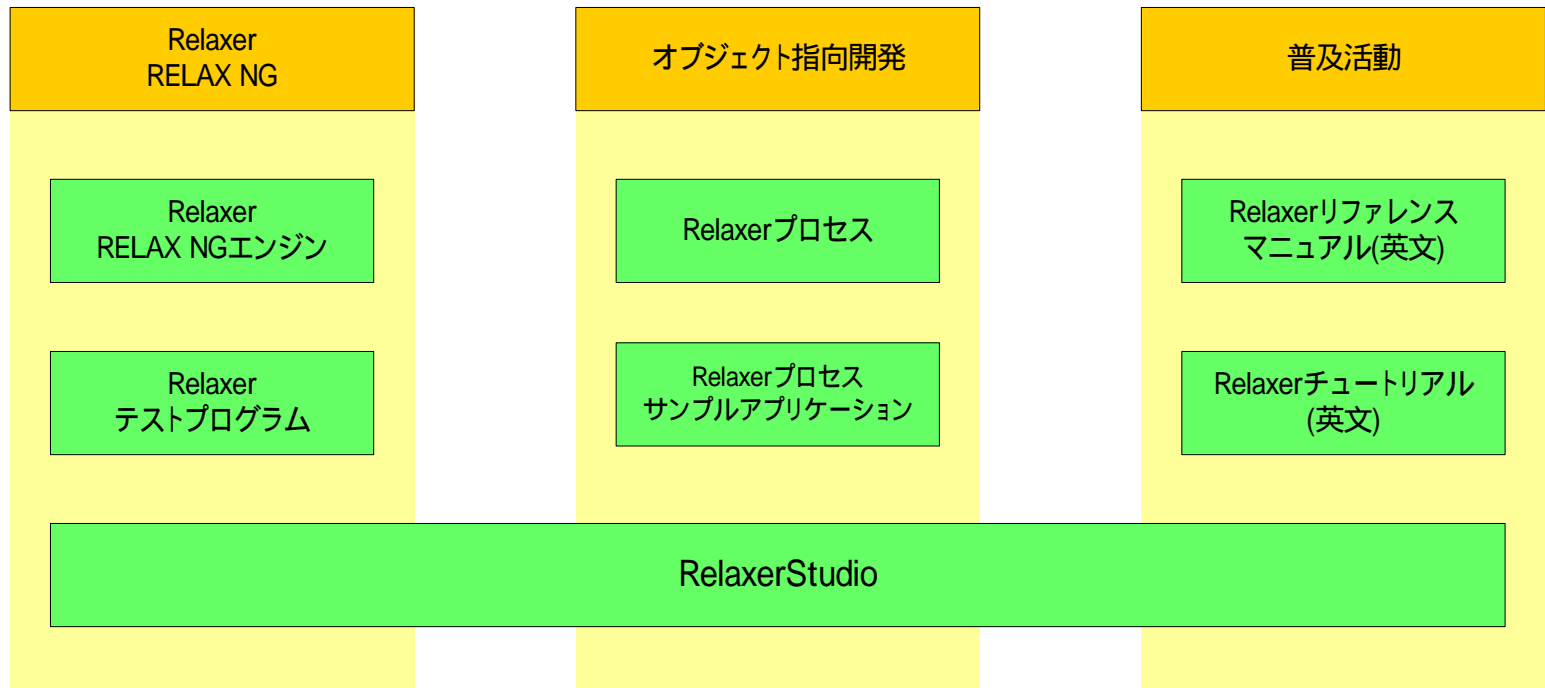 Relaxer
RELAX NG
オブジェクト指向開発
普及活動
Relaxer
RELAX NGエンジン
Relaxerプロセス
Relaxerリファレンス
マニュアル(英文)
Relaxer
テストプログラム
Relaxerプロセス
サンプルアプリケーション
Relaxerチュートリアル
(英文)
RelaxerStudio